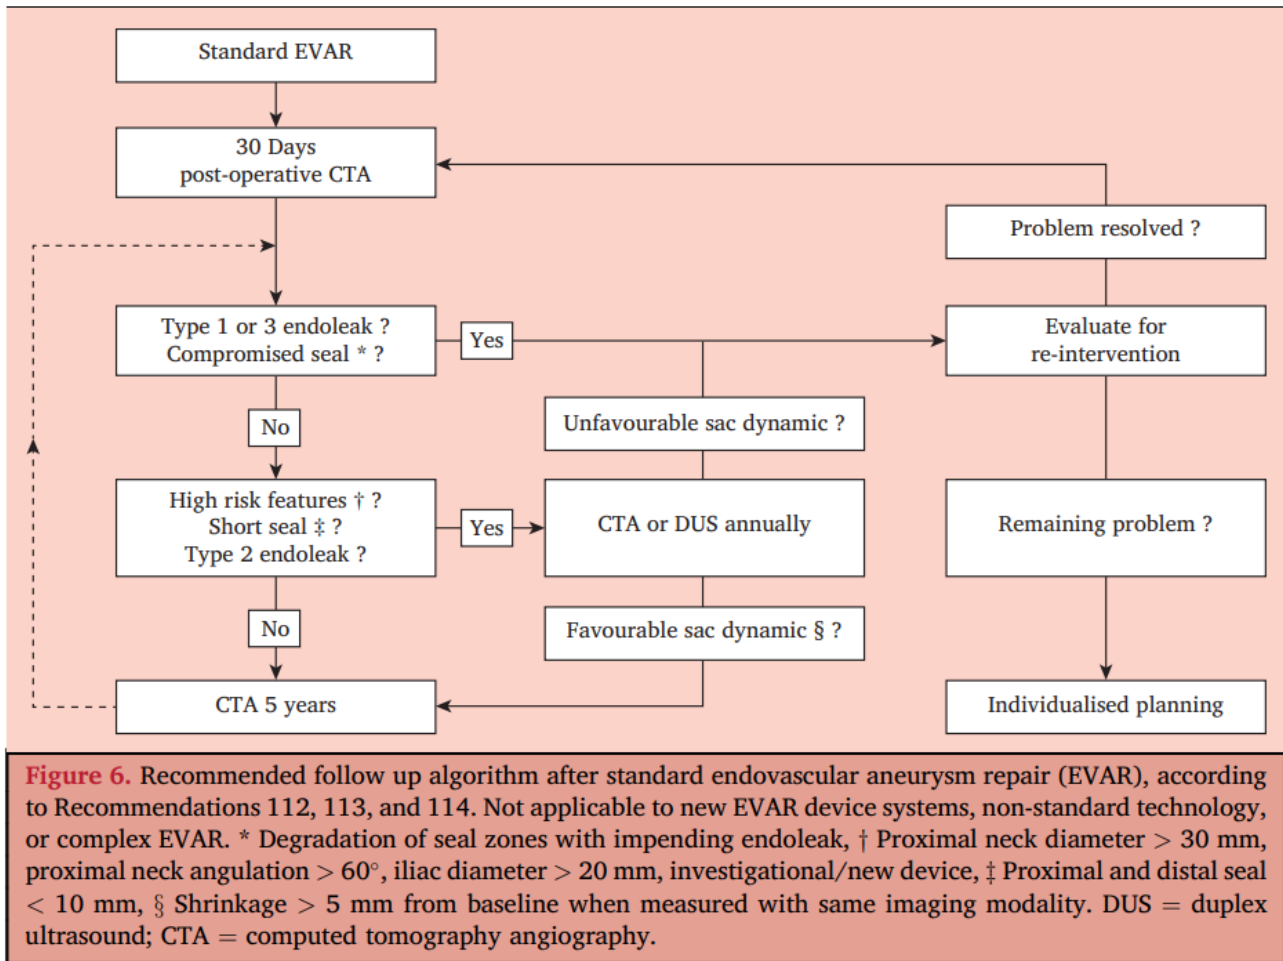 Standard EVAR
30 Days
post-operative CTA
Problem resolved ?
Type 1 or 3 endoleak ?
Compromised seal * ?
Yes
Evaluate for
re-intervention
No
Unfavourable sac dynamic ?
High risk features † ?
Short seal ‡ ?
Type 2 endoleak ?
Yes
CTA or DUS annually
Remaining problem ?
No
Favourable sac dynamic § ?
CTA 5 years
Individualised planning
Figure 6. Recommended follow up algorithm after standard endovascular aneurysm repair (EVAR), according
to Recommendations 112, 113, and 114. Not applicable to new EVAR device systems, non-standard technology,
or complex EVAR. * Degradation of seal zones with impending endoleak, † Proximal neck diameter > 30 mm,
proximal neck angulation > 60°, iliac diameter > 20 mm, investigational/new device, ‡ Proximal and distal seal
< 10 mm, § Shrinkage > 5 mm from baseline when measured with same imaging modality. DUS = duplex
ultrasound; CTA = computed tomography angiography.